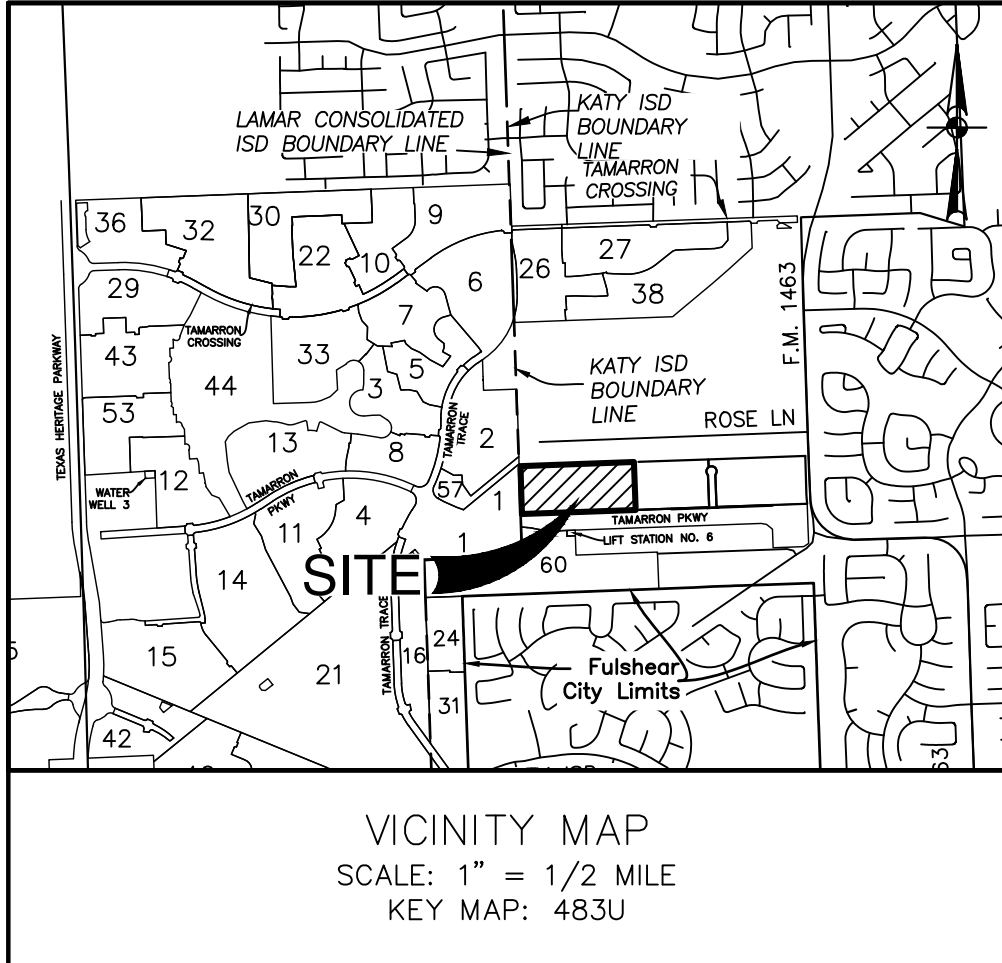 LAMAR CONSOLIDATED
ISD BOUNDARY LINE
KATY ISD
BOUNDARY
LINE
TAMARRON
CROSSING
36
32
30
22
10
9
6
26
27
38
29
TAMARRON
CROSSING
33
7
5
3
F.M. 1463
TEXAS HERITAGE PARKWAY
43
44
53
KATY ISD
BOUNDARY
LINE
ROSE LN
13
8
TAMARRON
TRACE
2
57
1
12
WATER
WELL 3
TAMARRON
PKWY
11
4
1
TAMARRON PKWY
LIFT STATION NO. 6
60
SITE
14
15
21
TAMARRON TRACE
16
24
31
Fulshear
City Limits
42
VICINITY MAP
SCALE: 1" = 1/2 MILE
KEY MAP: 483U